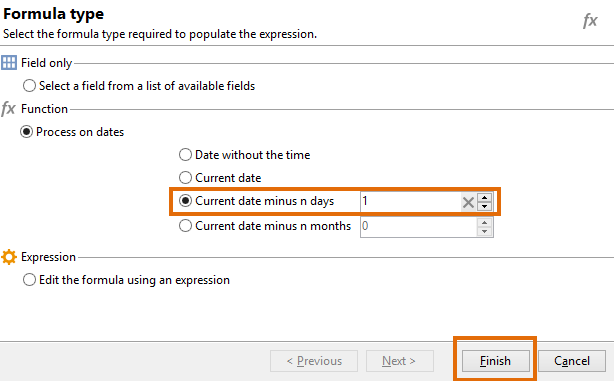 Formula type
Select the formula type required to populate the expression.
fx
Field only
Select a field from a list of available fields
fx Function
Process on dates
Date without the time
Current date
Current date minus n days 1
Current date minus n months 0
Expression
Edit the formula using an expression
< Previous Next > Finish Cancel